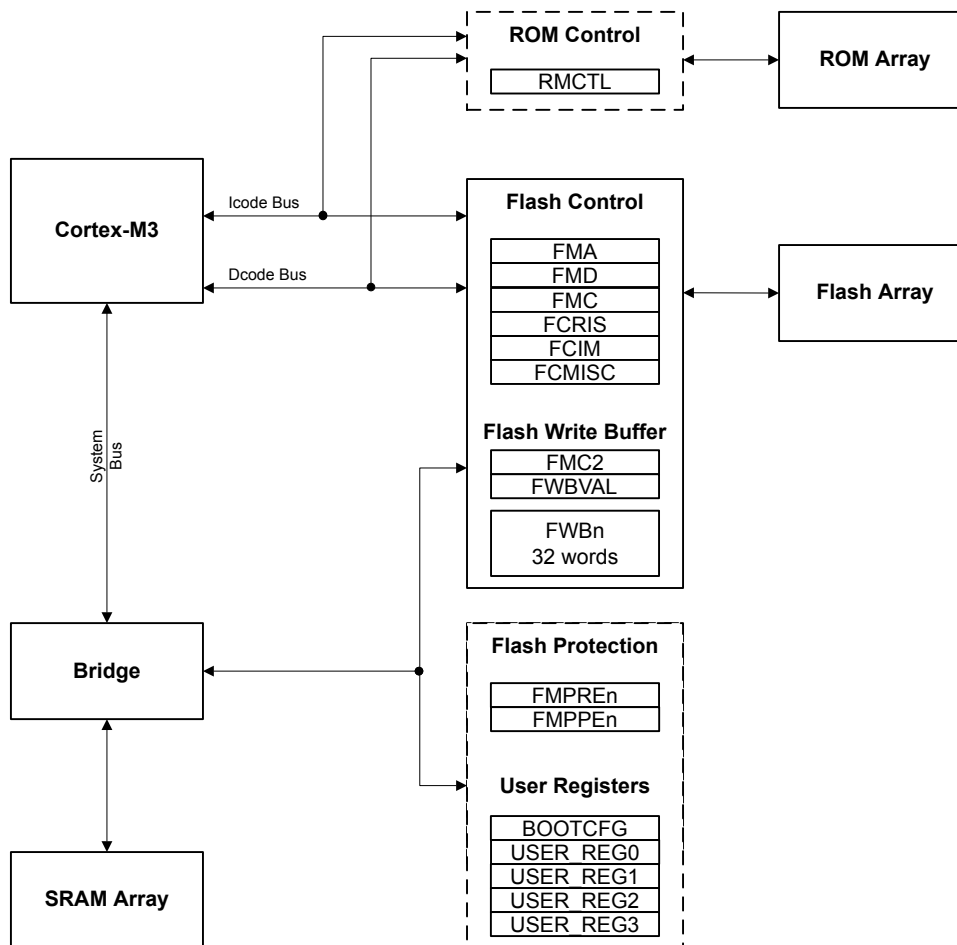 ROM Control
RMCTL
ROM Array
Cortex-M3
Icode Bus
Dcode Bus
Flash Control
FMA
FMD
FMC
FCRIS
FCIM
FCMISC
Flash Array
System
Bus
Flash Write Buffer
FMC2
FWBVAL
FWBn
32 words
Bridge
Flash Protection
FMPREn
FMPPEn
User Registers
BOOTCFG
USER_REG0
USER_REG1
USER_REG2
USER_REG3
SRAM Array